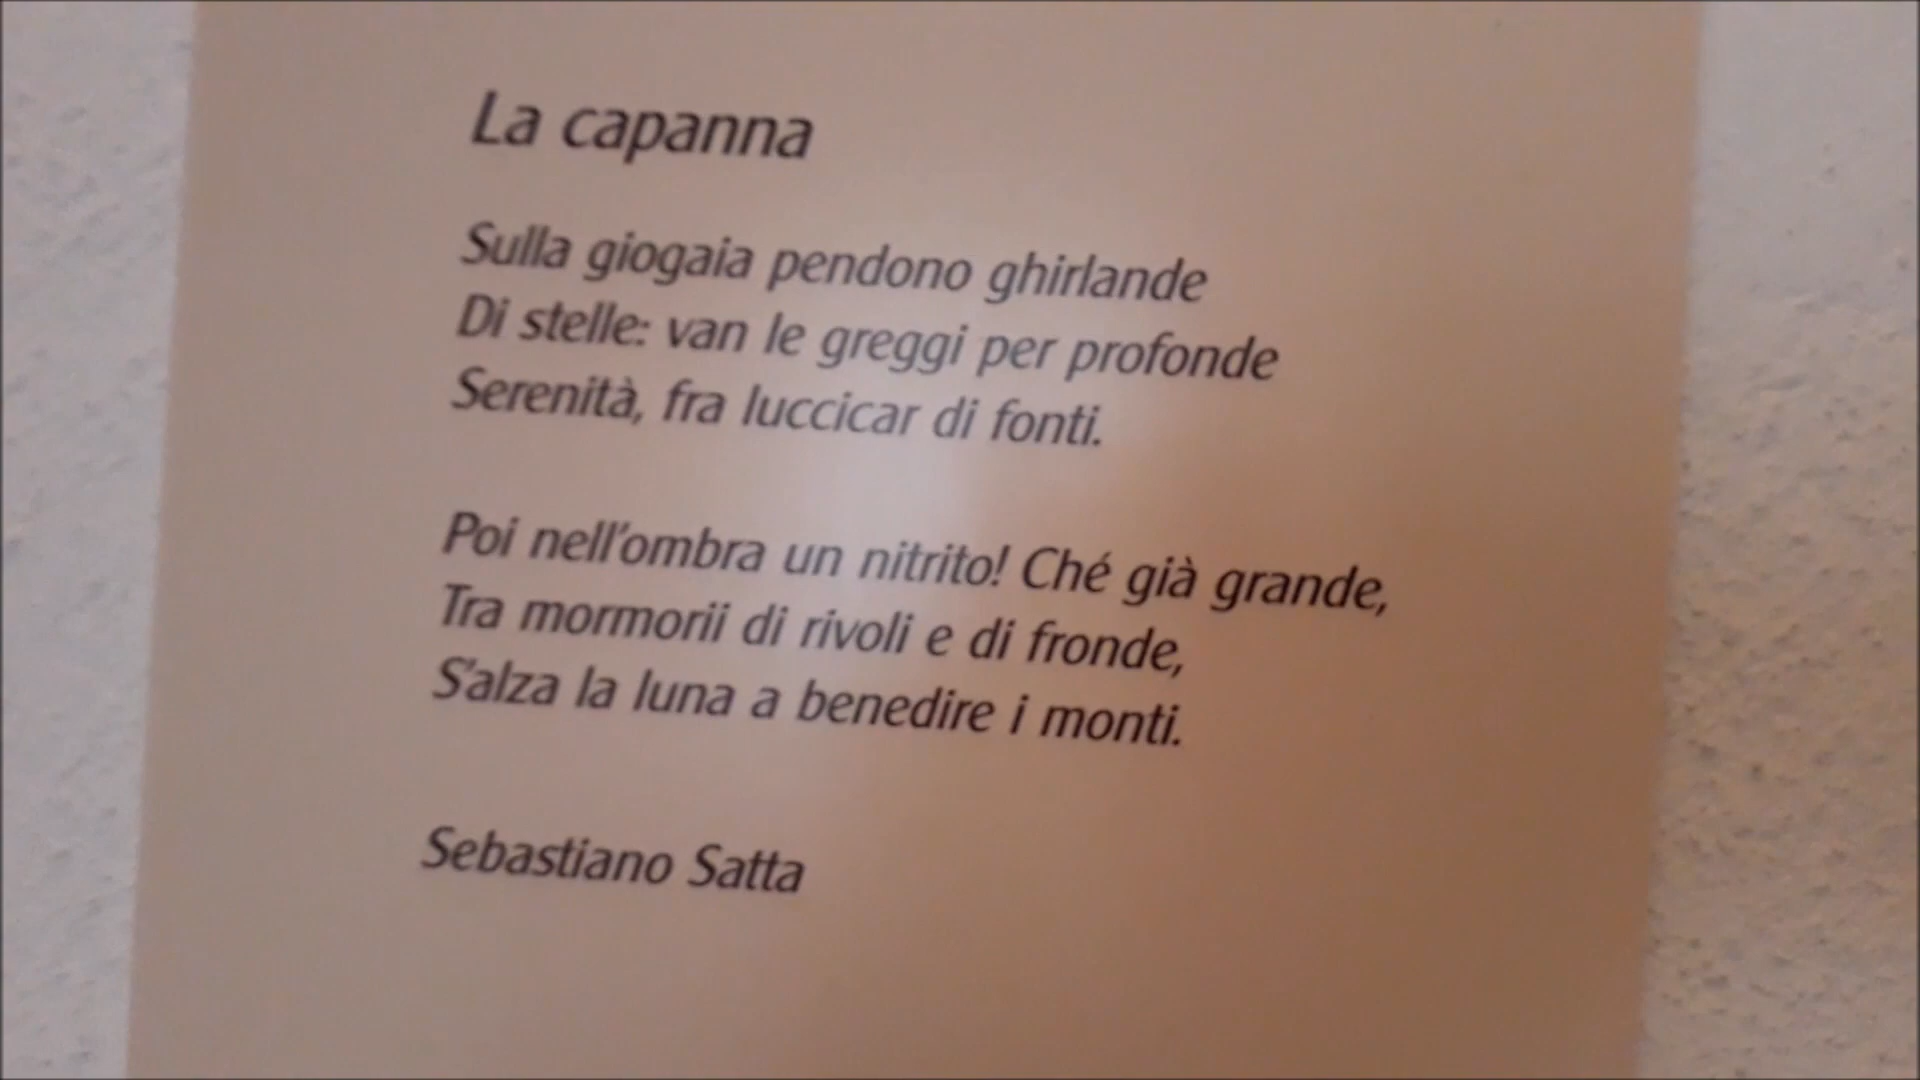 La capanna
Sulla giogaia pendono ghirlande
Di stelle: van le greggi per profonde
Serenità, fra luccicar di fonti.
Poi nell'ombra un nitrito! Ché già grande,
Tra mormorii di rivoli e di fronde,
S'alza la luna a benedire i monti.
Sebastiano Satta